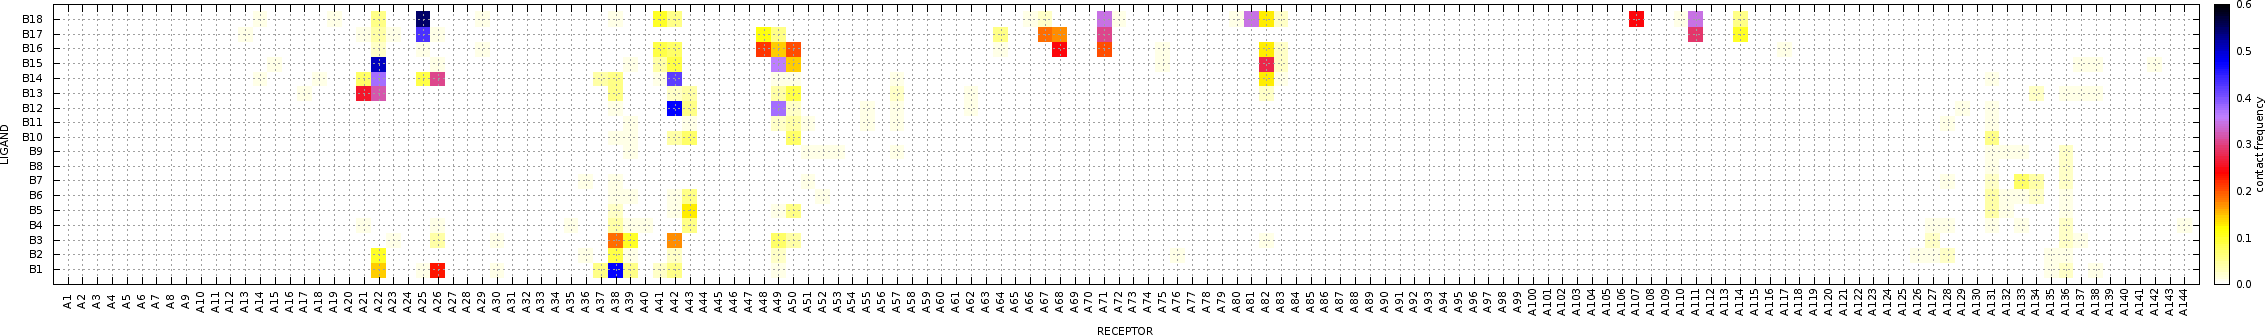 B18
B17
B16
B15
B14
B13
B12
B11
B10
B9
B8
B7
B6
B5
B4
B3
B2
B1
LIGAND
A1 A2 A3 A4 A5 A6 A7 A8 A9 A10 A11 A12 A13 A14 A15 A16 A17 A18 A19 A20 A21 A22 A23 A24 A25 A26 A27 A28 A29 A30 A31 A32 A33 A34 A35 A36 A37 A38 A39 A40 A41 A42 A43 A44 A45 A46 A47 A48 A49 A50 A51 A52 A53 A54 A55 A56 A57 A58 A59 A60 A61 A62 A63 A64 A65 A66 A67 A68 A69 A70 A71 A72 A73 A74 A75 A76 A77 A78 A79 A80 A81 A82 A83 A84 A85 A86 A87 A88 A89 A90 A91 A92 A93 A94 A95 A96 A97 A98 A99 A100 A101 A102 A103 A104 A105 A106 A107 A108 A109 A110 A111 A112 A113 A114 A115 A116 A117 A118 A119 A120 A121 A122 A123 A124 A125 A126 A127 A128 A129 A130 A131 A132 A133 A134 A135 A136 A137 A138 A139 A140 A141 A142 A143 A144
RECEPTOR
0.6
0.5
0.4
0.3
0.2
0.1
0.0
contact frequency